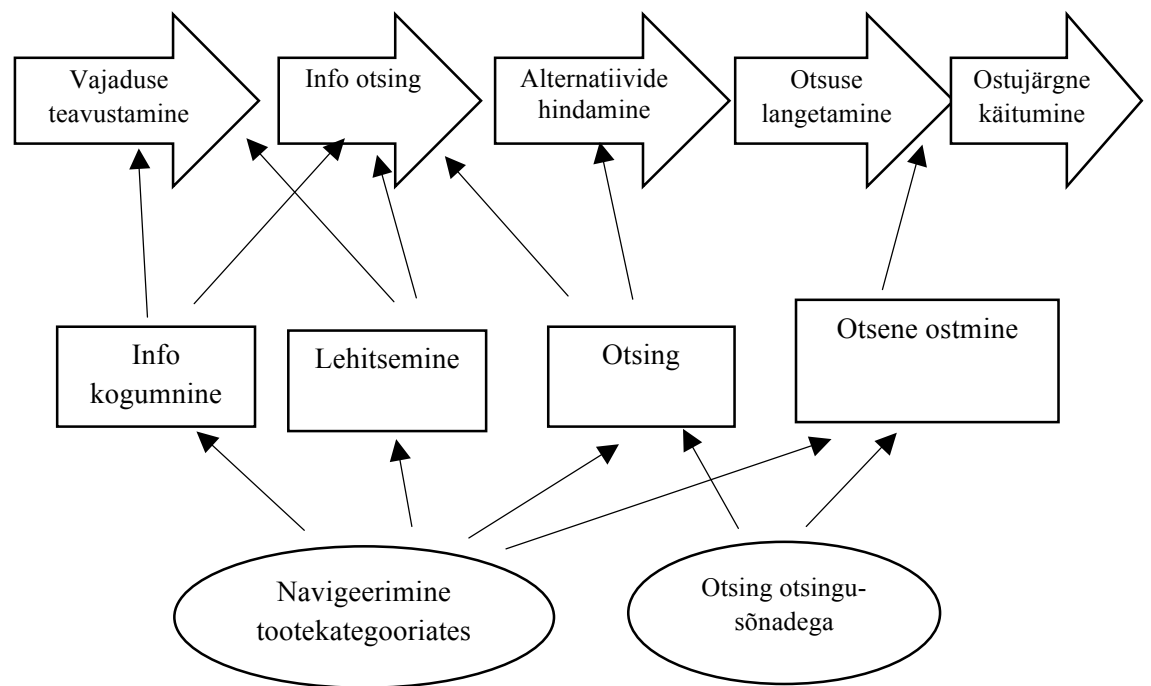 Vajaduse
teavustamine
Info otsing
Alternatiivide
hindamine
Otsuse
langetamine
Ostujärgne
käitumine
Info
kogumnine
Lehitsemine
Otsing
Otsene ostmine
Navigeerimine
tootekategooriates
Otsing otsingu-
sõnadega